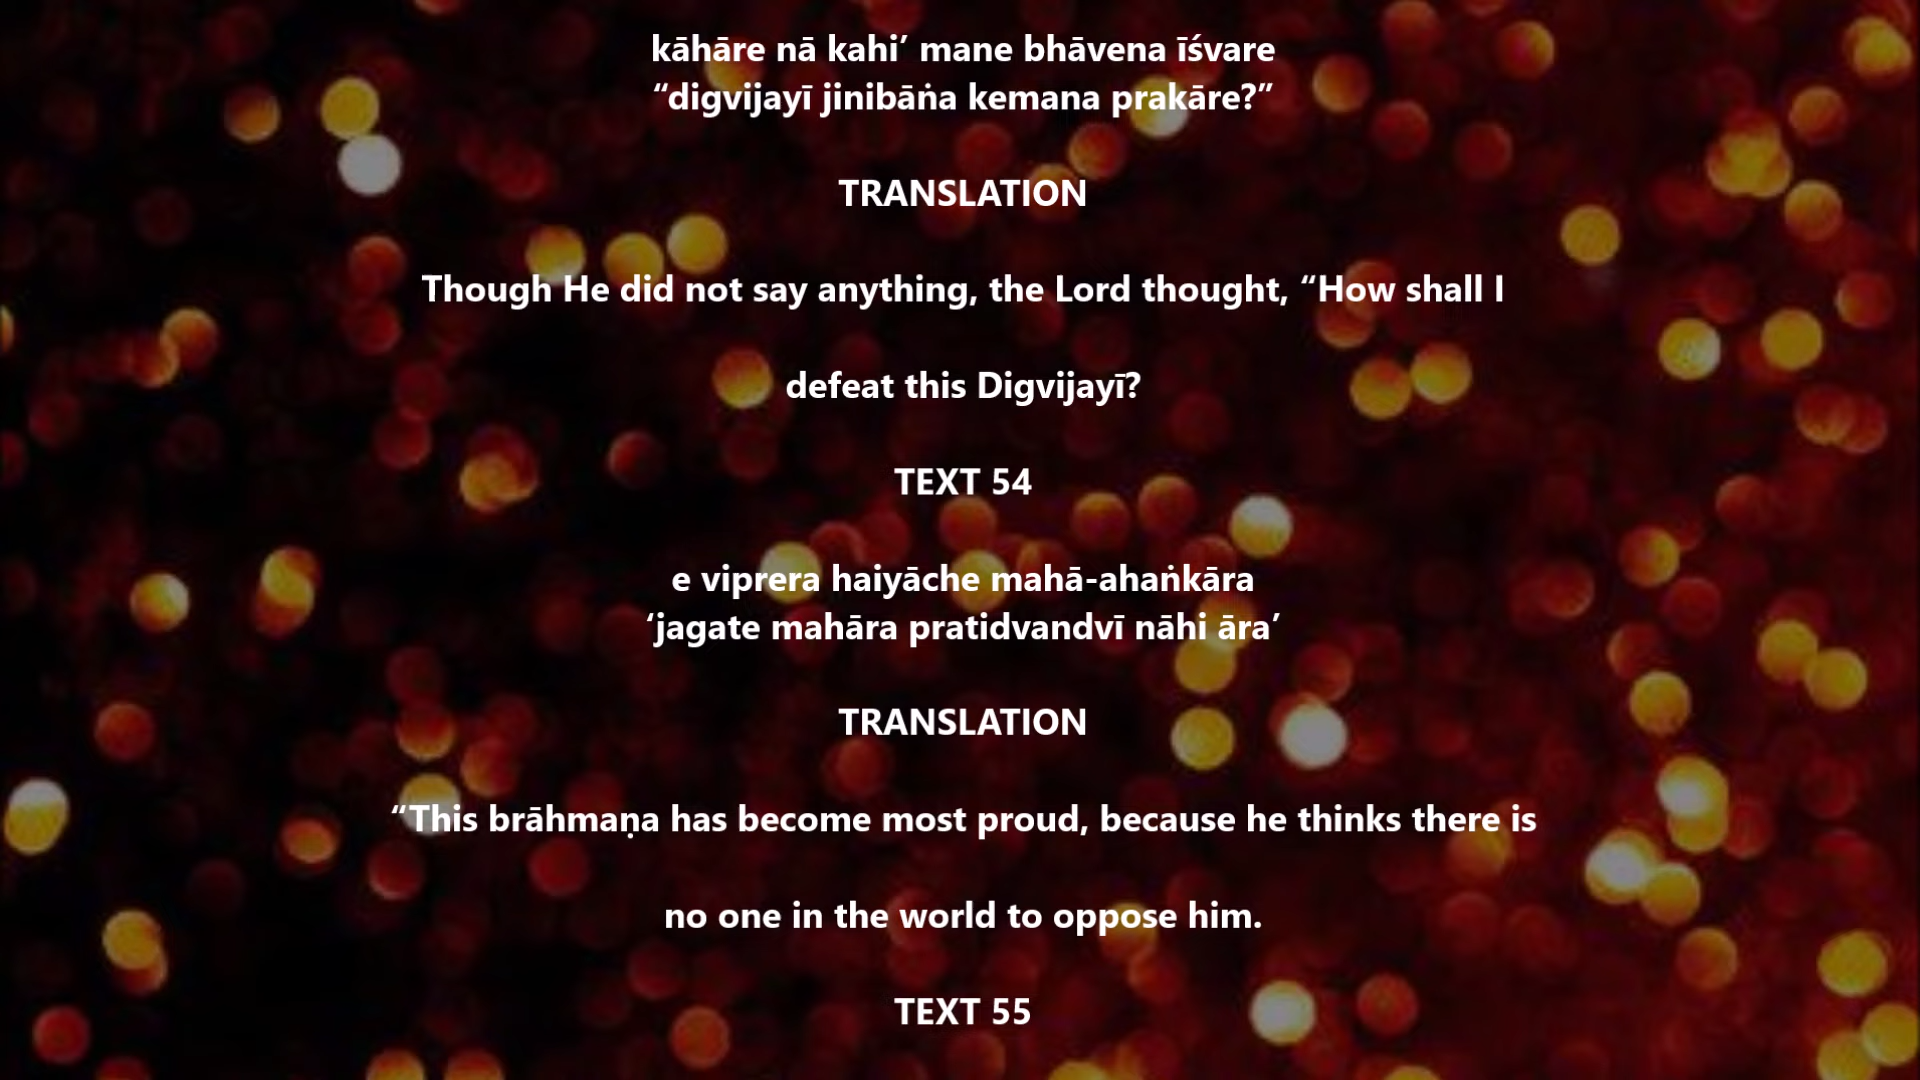 kāhāre nā kahi’ mane bhāvena īśvare
“digvijayī jinibāṅa kemana prakāre?”
TRANSLATION
Though He did not say anything, the Lord thought, “How shall I
defeat this Digvijayī?
TEXT 54
e viprera haiyāche mahā-ahaṅkāra
‘jagate mahāra pratidvandvī nāhi āra’
TRANSLATION
“This brāhmaṇa has become most proud, because he thinks there is
no one in the world to oppose him.
TEXT 55